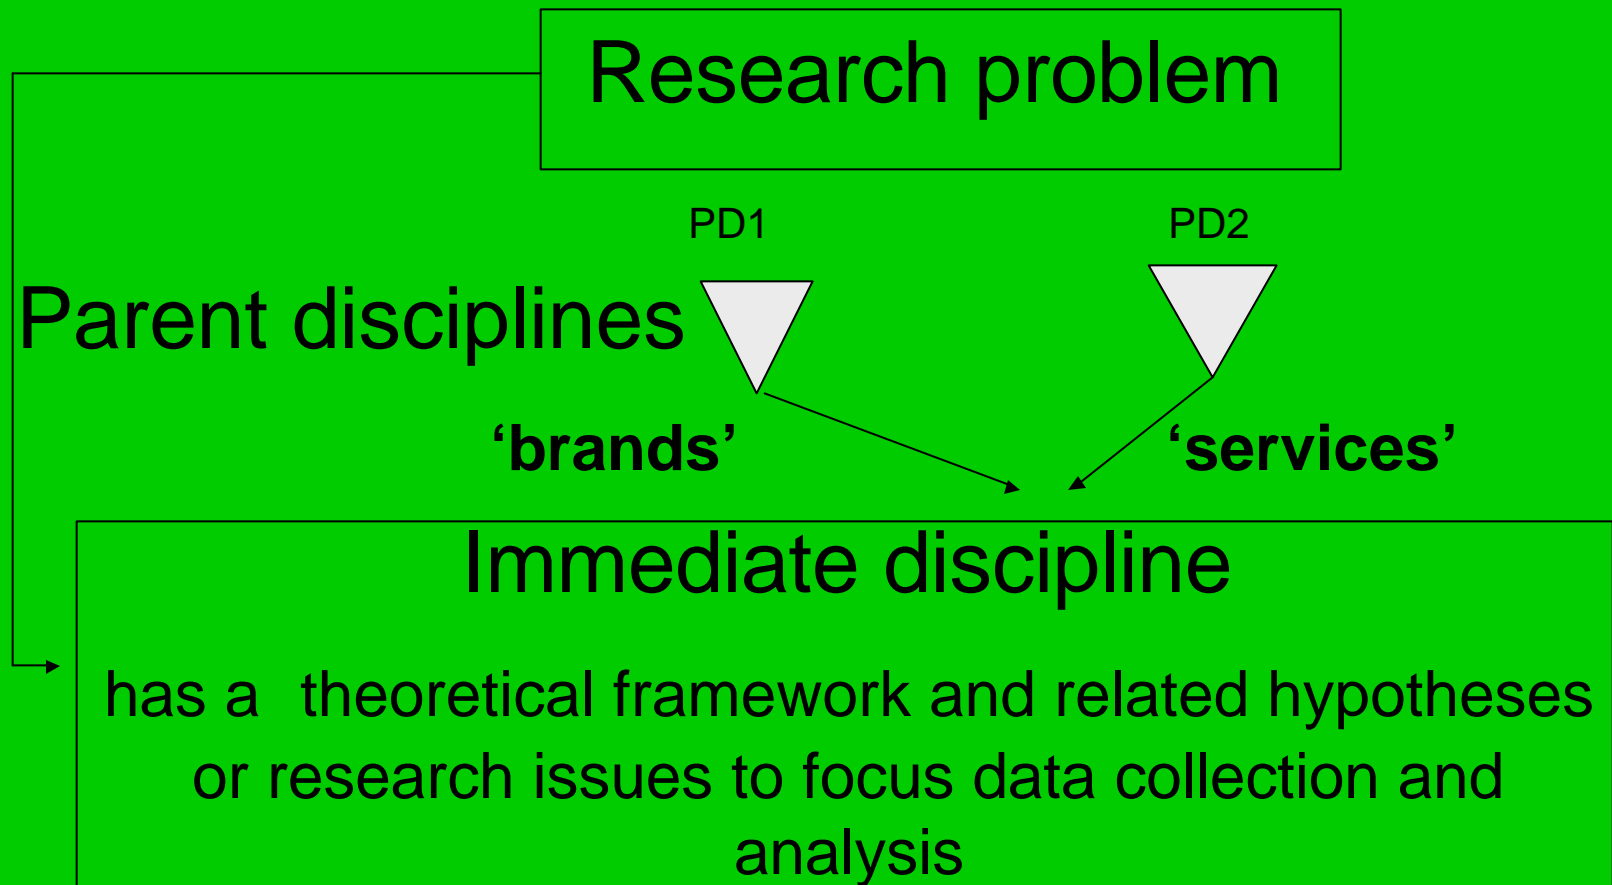 Research problem
PD1 PD2
Parent disciplines
‘brands’ ‘services’
Immediate discipline
has a theoretical framework and related hypotheses
or research issues to focus data collection and
analysis